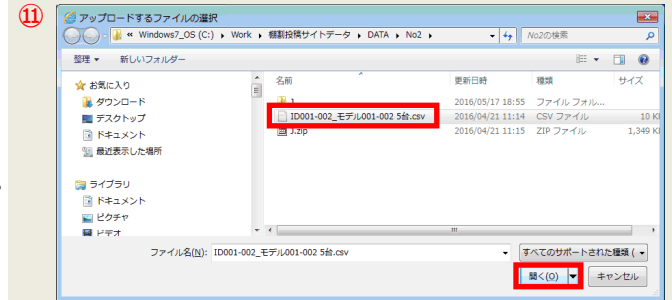 ⑪
アップロードするファイルの選択
« Windows7_OS (C:) ▸ Work ▸ 棚割投稿サイトデータ ▸ DATA ▸ No2 ▸
No2の検索
整理 ▼ 新しいフォルダー
名前 更新日時 種類 サイズ
お気に入り
ダウンロード
デスクトップ
ドキュメント
最近表示した場所
ライブラリ
ドキュメント
ピクチャ
ビデオ
J 2016/05/17 18:55 ファイル フォル...
ID001-002_モデル001-002 5台.csv 2016/04/21 11:14 CSV ファイル 10 K
J.zip 2016/04/21 11:15 ZIP ファイル 1,349 K
ファイル名(N): ID001-002_モデル001-002 5台.csv
すべてのサポートされた種類 (
開く(O) キャンセル